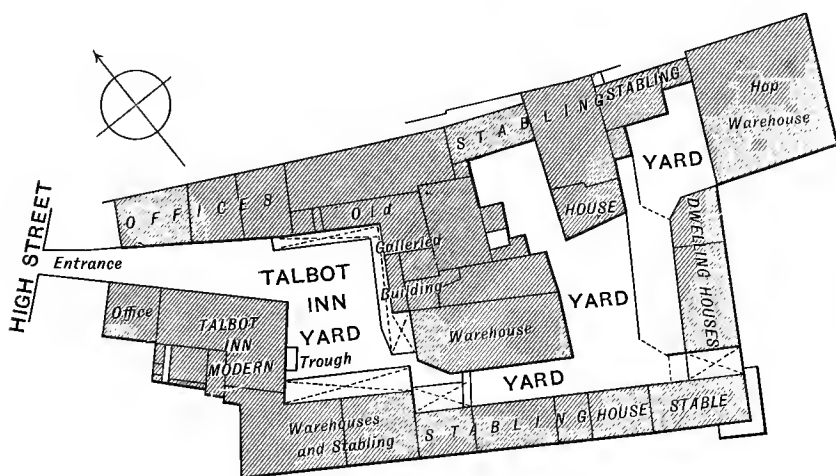 HIGH STREET
Entrance
OFFICES
STABLING
STABLING
Hop
Warehouse
YARD
HOUSE
DWELLING HOUSES
Old
Galleried
Building
TALBOT
INN
YARD
Trough
Office
TALBOT
INN
MODERN
Warehouse
YARD
YARD
Warehouses
and Stabling
STABLING
HOUSE
STABLE